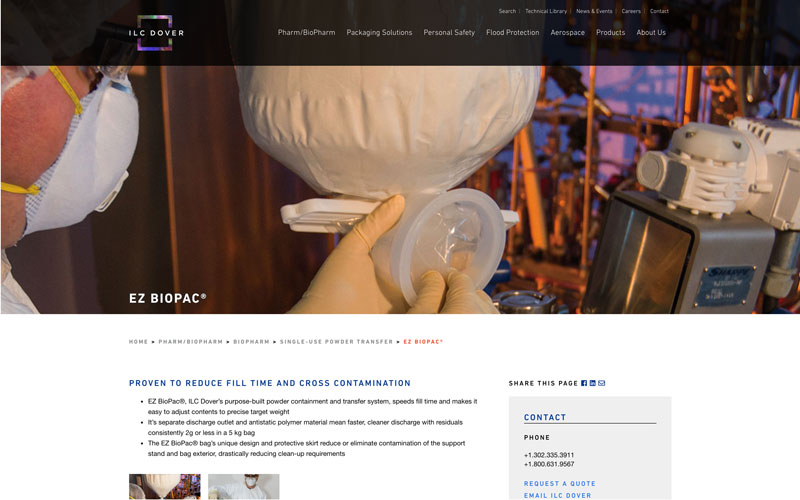 Search | Technical Library | News & Events | Careers | Contact
ILC DOVER
Pharm/BioPharm Packaging Solutions Personal Safety Flood Protection Aerospace Products About Us
EZ BIOPAC®
HOME > PHARM/BIOPHARM > BIOPHARM > SINGLE-USE POWDER TRANSFER > EZ BIOPAC®
PROVEN TO REDUCE FILL TIME AND CROSS CONTAMINATION
• EZ BioPac®, ILC Dover's purpose-built powder containment and transfer system, speeds fill time and makes it
easy to adjust contents to precise target weight
• It's separate discharge outlet and antistatic polymer material mean faster, cleaner discharge with residuals
consistently 2g or less in a 5 kg bag
• The EZ BioPac® bag's unique design and protective skirt reduce or eliminate contamination of the support
stand and bag exterior, drastically reducing clean-up requirements
SHARE THIS PAGE
CONTACT
PHONE
+1.302.335.3911
+1.800.631.9567
REQUEST A QUOTE
EMAIL ILC DOVER